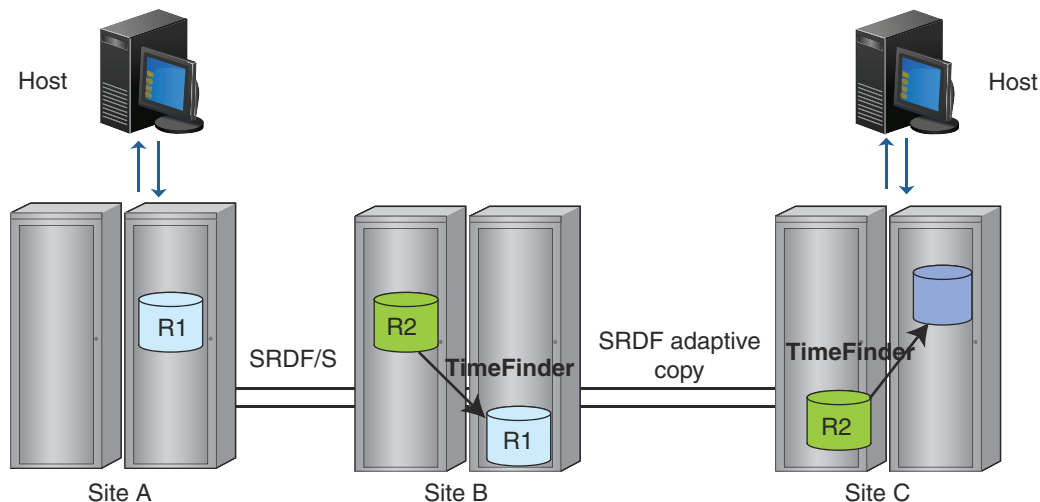 Host
Host
R1
R2
SRDF/S
TimeFinder
R1
SRDF adaptive
copy
TimeFinder
R2
Site A
Site B
Site C